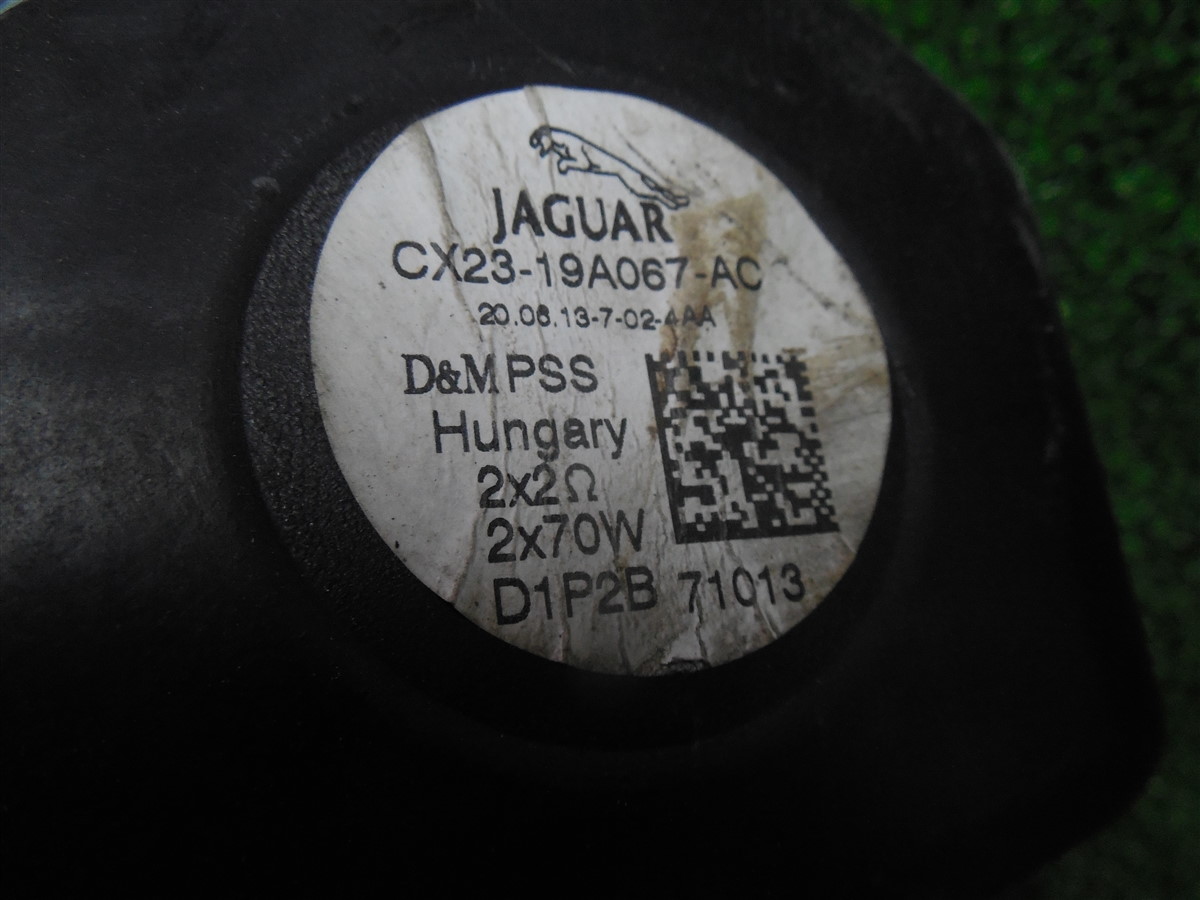 JAGUAR
CX23-19A067-AC
20.06.13-7-02-4AA
D&M PSS
Hungary
2x2Ω
2x70W
D1P2B 71013